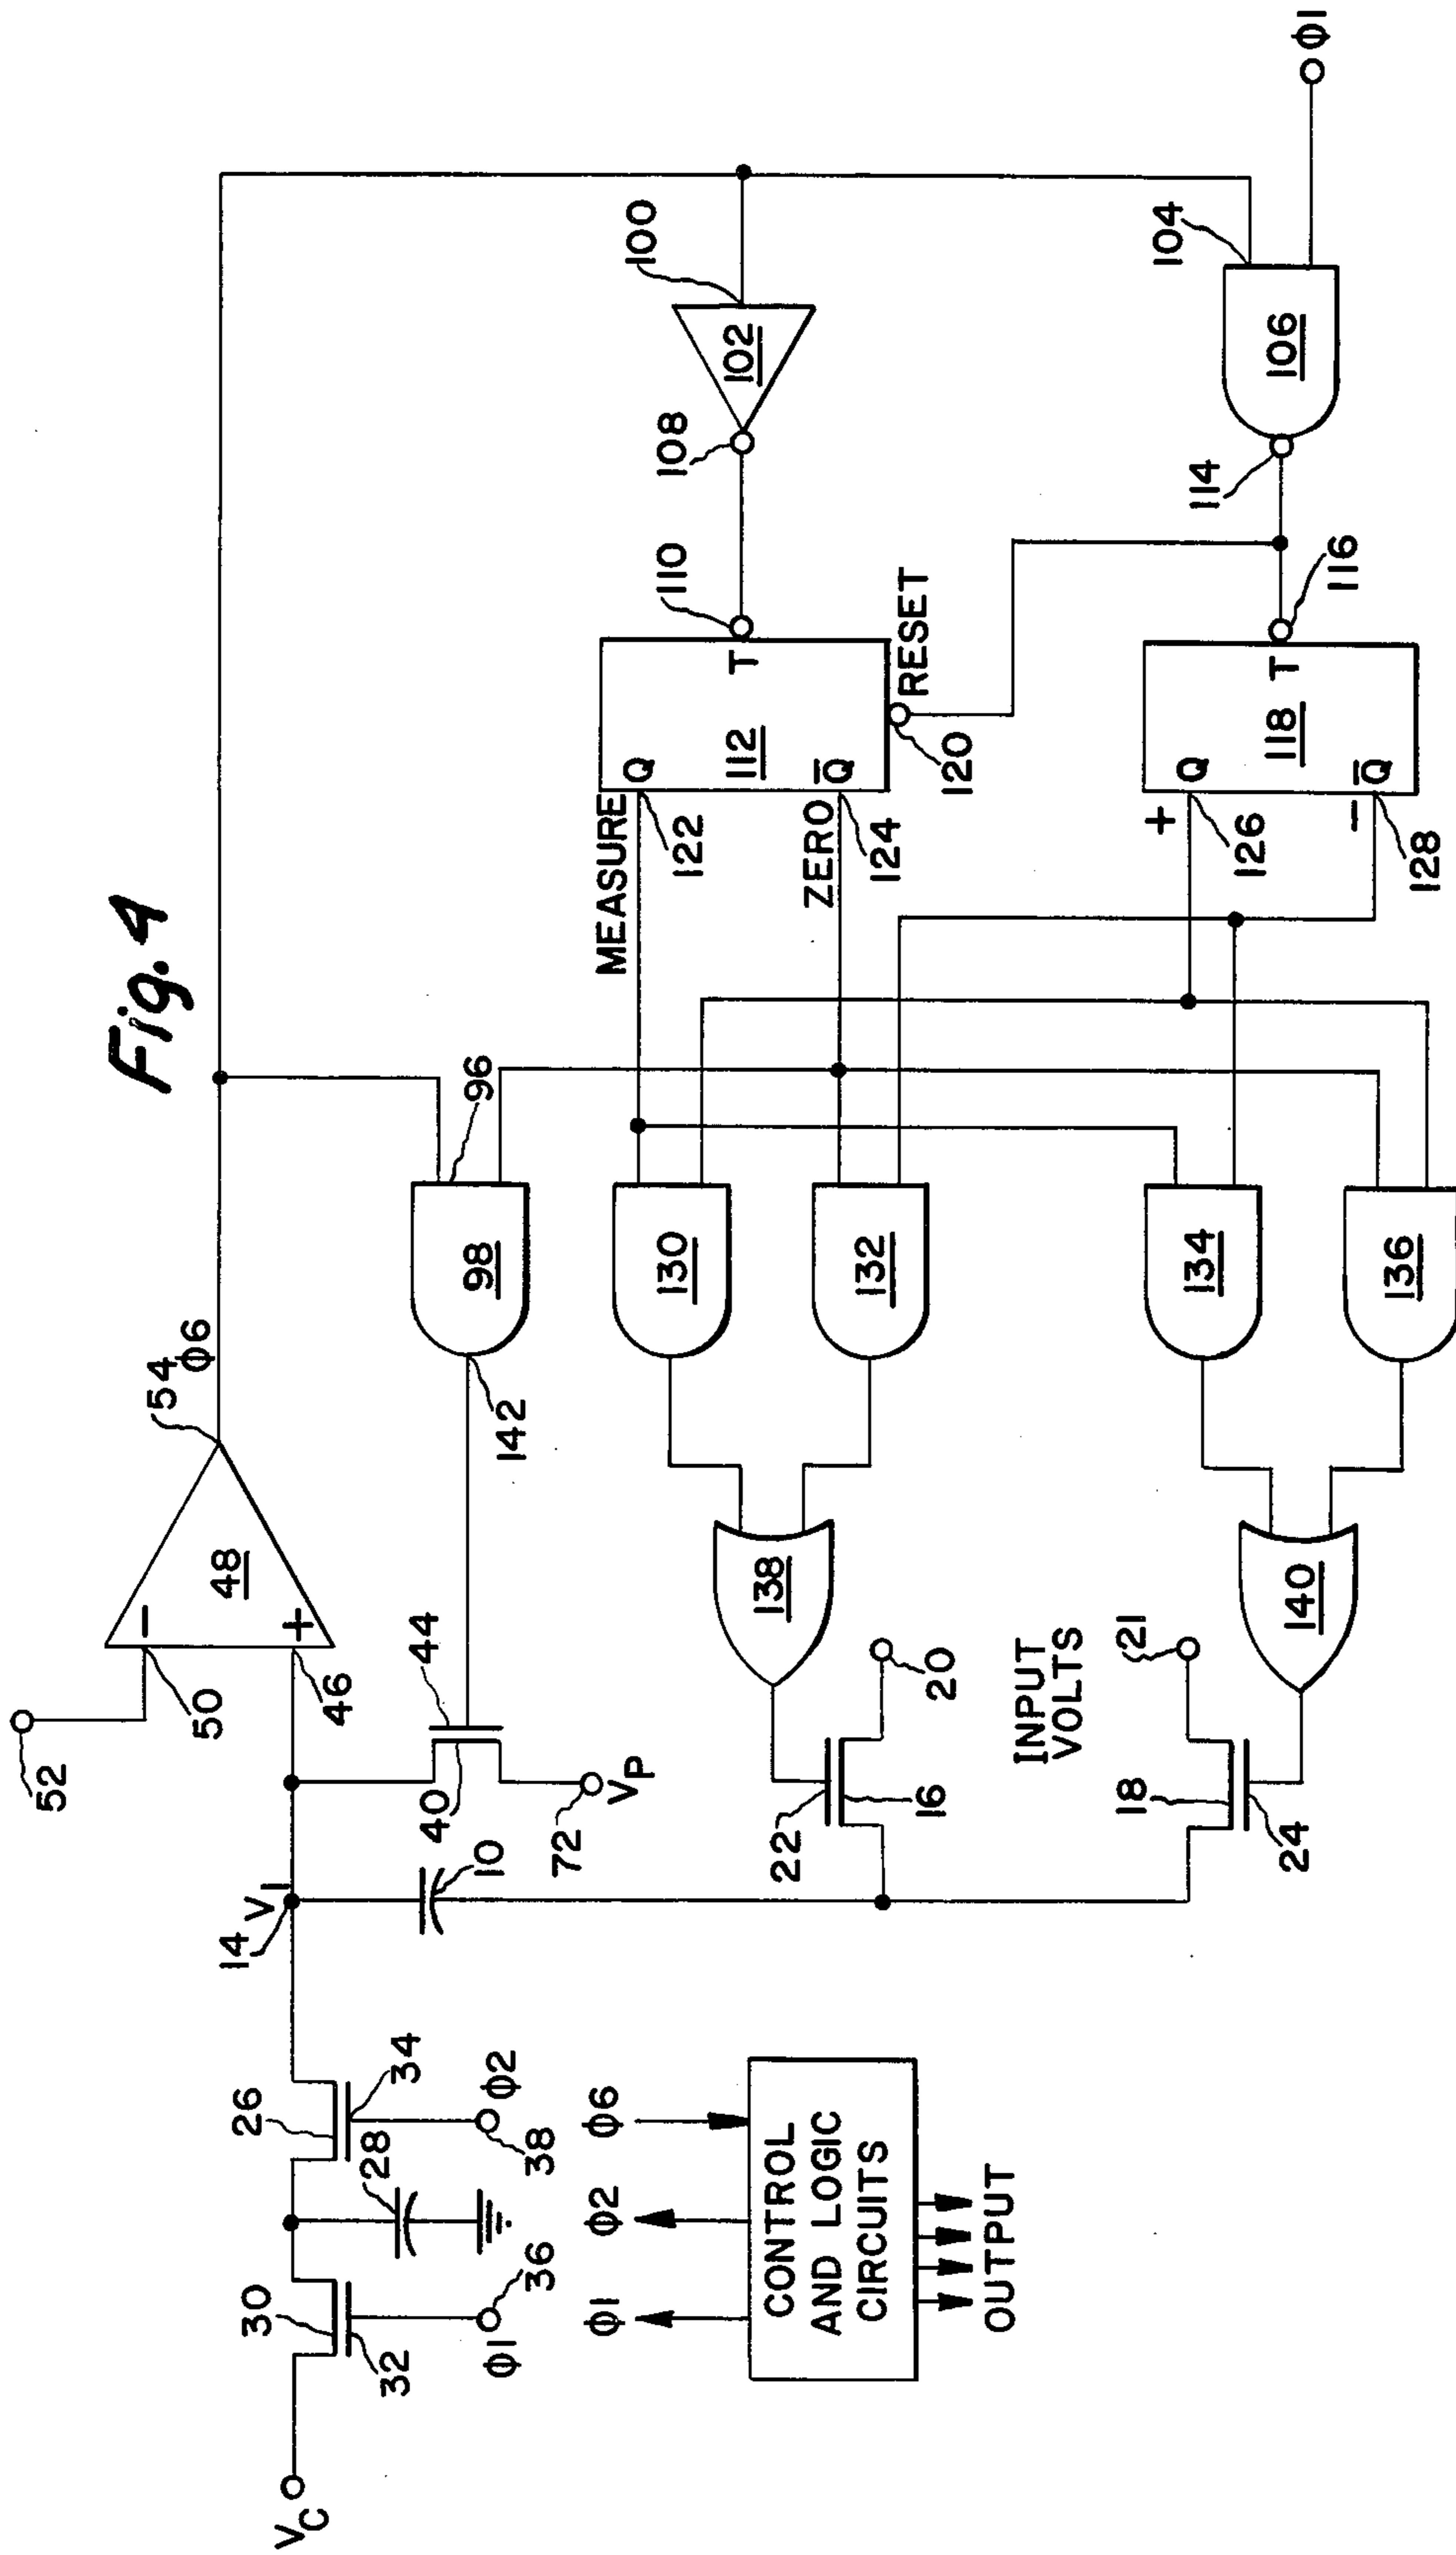 Fig. 4
52
50
46
48
54
ϕ6
14
V1
44
40
72
VP
10
VC
30
32
26
34
28
36
ϕ1
38
ϕ2
96
98
142
100
102
108
110
104
106
114
116
ϕ1
MEASURE
Q
122
T
112
ZERO
Q̅
124
RESET
120
+
Q
126
T
118
−
Q̅
128
130
132
134
136
138
140
22
16
20
INPUT
VOLTS
18
24
21
ϕ1
ϕ2
ϕ6
CONTROL
AND LOGIC
CIRCUITS
OUTPUT
−
+